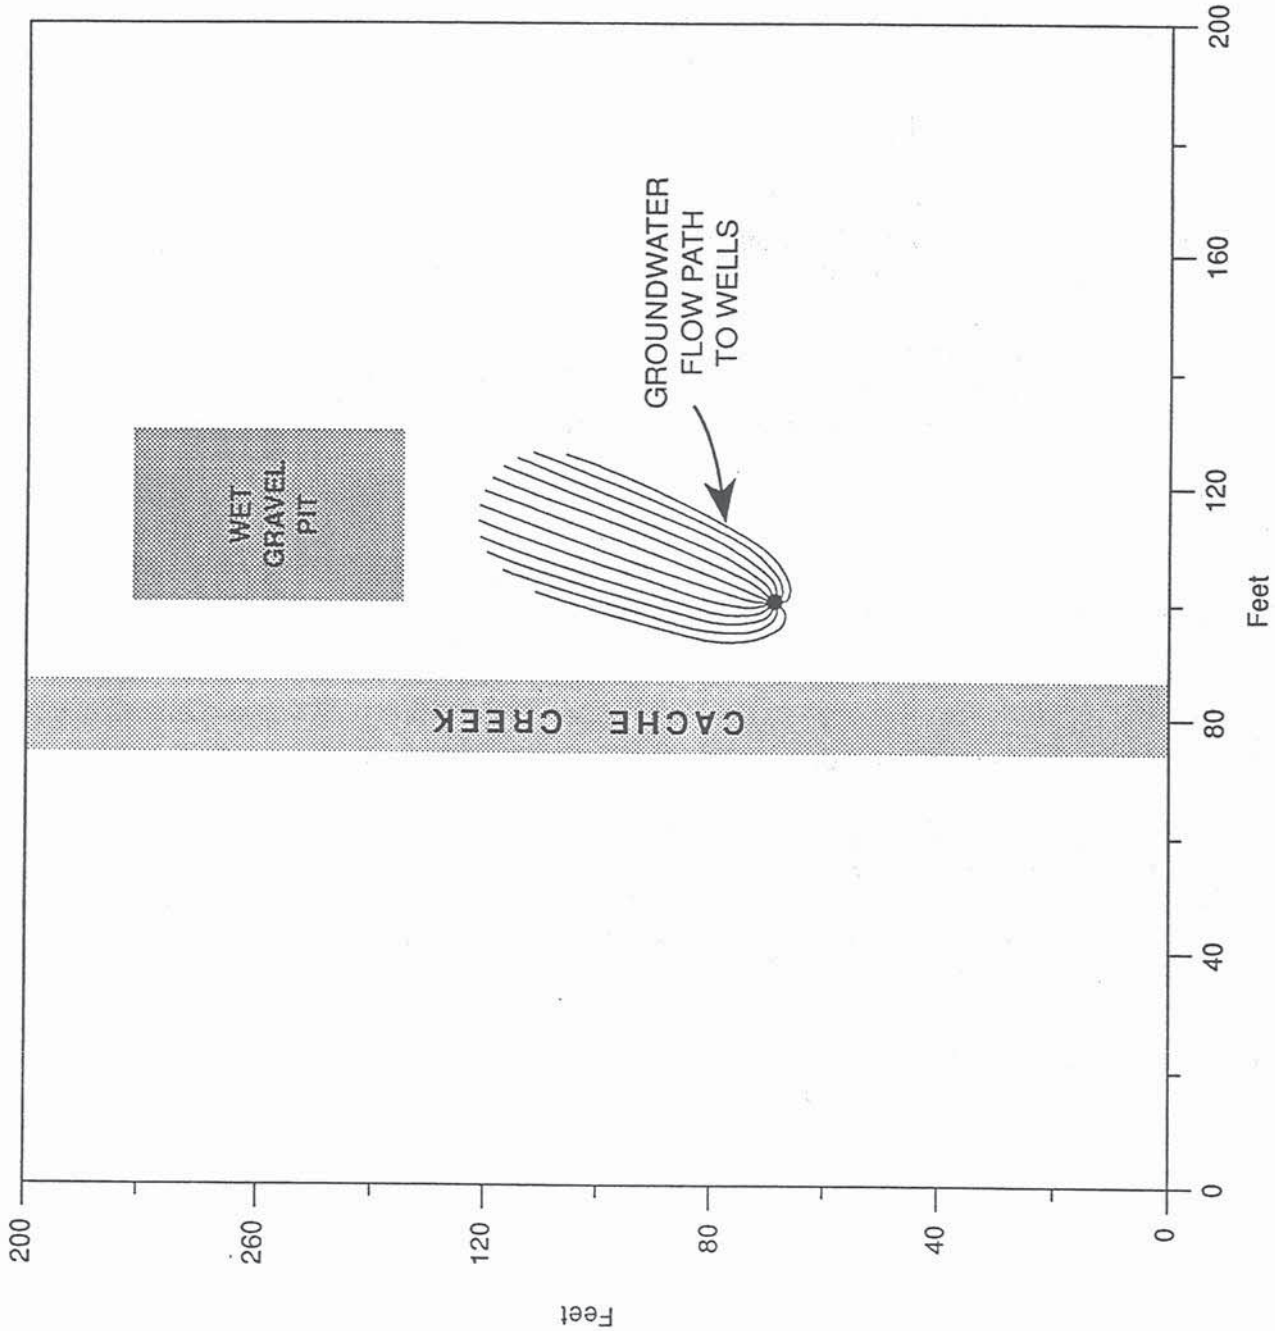 WET
GRAVEL
PIT
GROUNDWATER
FLOW PATH
TO WELLS
CACHE CREEK
200
260
120
80
40
0
Feet
0
40
80
120
160
200
Feet